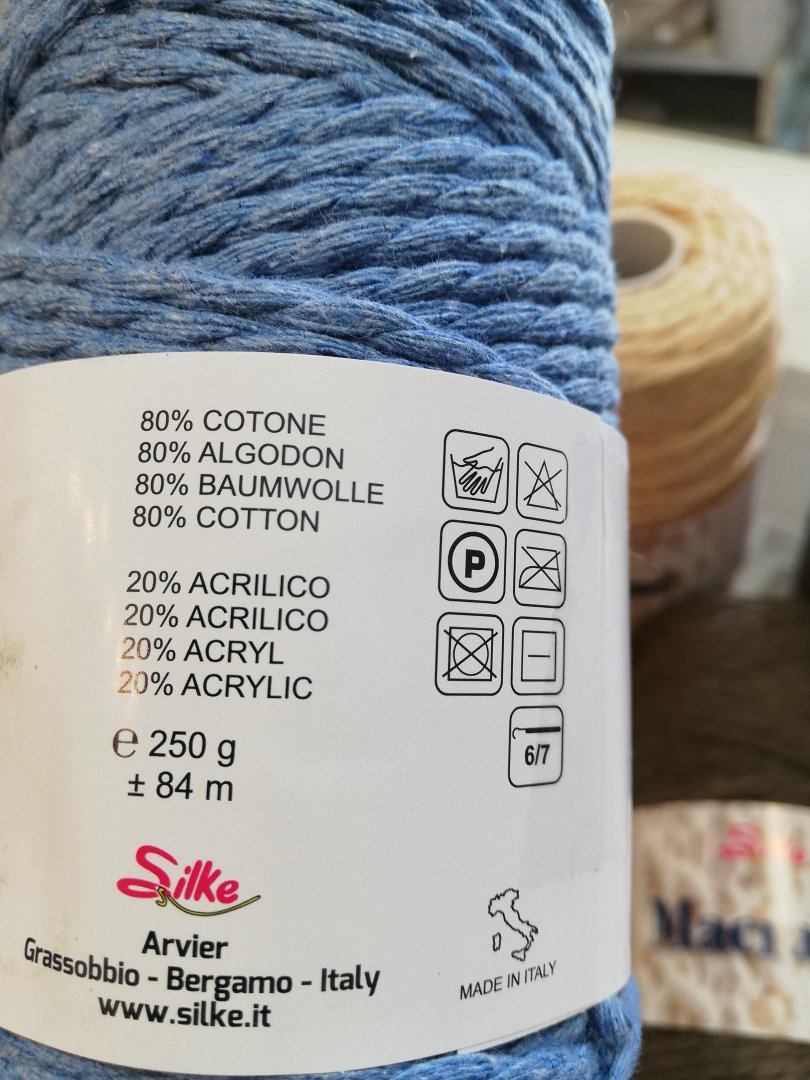 80% COTONE
80% ALGODON
80% BAUMWOLLE
80% COTTON
20% ACRILICO
20% ACRILICO
20% ACRYL
20% ACRYLIC
℮ 250 g
± 84 m
P
6/7
Silke
Arvier
Grassobbio - Bergamo - Italy
www.silke.it
MADE IN ITALY
Silke